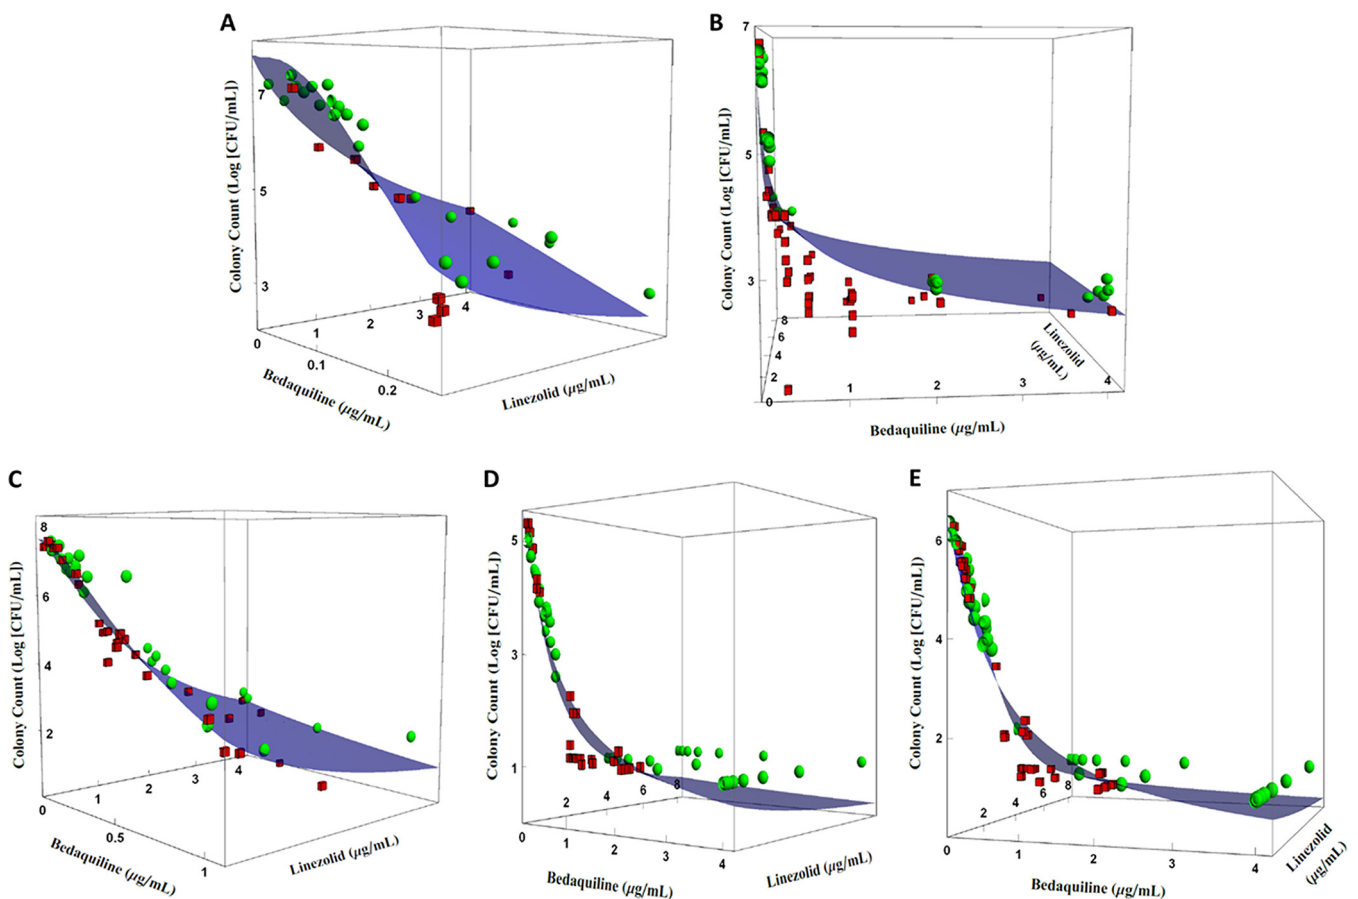 A
Colony Count (Log [CFU/mL])
7
5
3
0
1
2
3
4
0.1
0.2
Bedaquiline (µg/mL)
Linezolid (µg/mL)
B
Colony Count (Log [CFU/mL])
7
5
3
8
6
4
2
0
1
2
3
4
Linezolid
(µg/mL)
Bedaquiline (µg/mL)
C
Colony Count (Log [CFU/mL])
8
6
4
2
0
1
2
3
4
0.5
1
Bedaquiline (µg/mL)
Linezolid (µg/mL)
D
Colony Count (Log [CFU/mL])
5
3
1
2
4
6
8
0
1
2
3
4
Bedaquiline (µg/mL)
Linezolid (µg/mL)
E
Colony Count (Log [CFU/mL])
6
4
2
2
4
6
8
0
1
2
3
4
Bedaquiline (µg/mL)
Linezolid
(µg/mL)